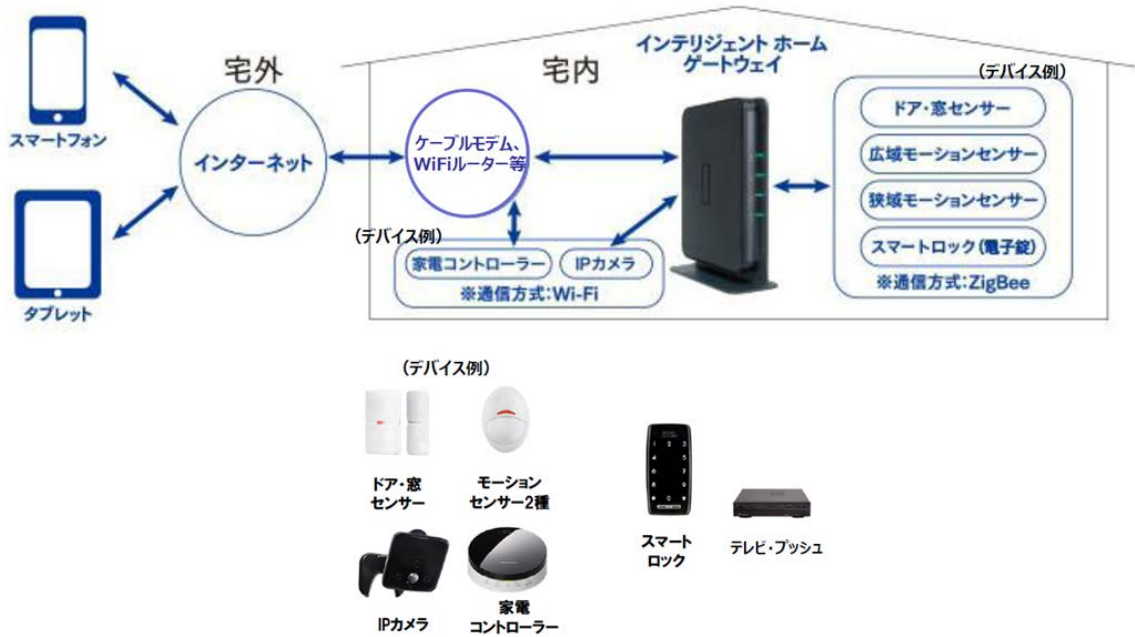 宅外
宅内
インテリジェント ホーム
ゲートウェイ
(デバイス例)
スマートフォン
インターネット
ケーブルモデム、
WiFiルーター等
ドア・窓センサー
広域モーションセンサー
狭域モーションセンサー
スマートロック(電子錠)
※通信方式:ZigBee
(デバイス例)
家電コントローラー
IPカメラ
※通信方式:Wi-Fi
タブレット
(デバイス例)
ドア・窓
センサー
モーション
センサー2種
スマート
ロック
テレビ・プッシュ
IPカメラ
家電
コントローラー